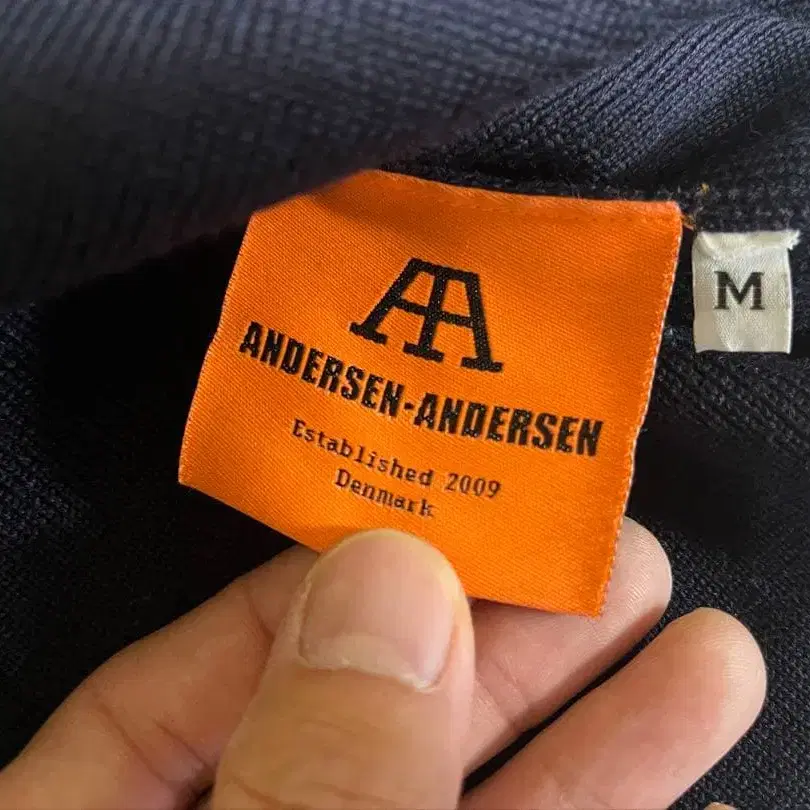 AA
ANDERSEN-ANDERSEN
Established 2009
Denmark
M